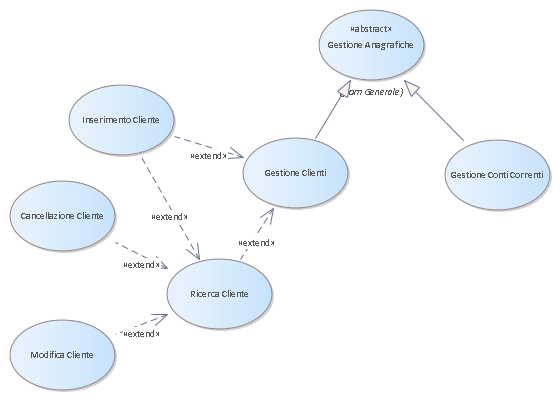 «abstract»
Gestione Anagrafiche
Generale)
Inserimento Cliente
«extend»
Gestione Clienti
Gestione Conti Correnti
Cancellazione Cliente
«extend»
«extend»
«extend»
Ricerca Cliente
«extend»
Modifica Cliente